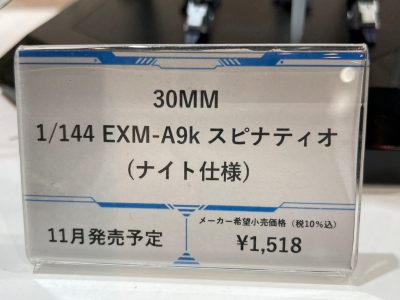 30MM
1/144 EXM-A9k スピナティオ
(ナイト仕様)
11月発売予定
メーカー希望小売価格（税10%込）
¥1,518